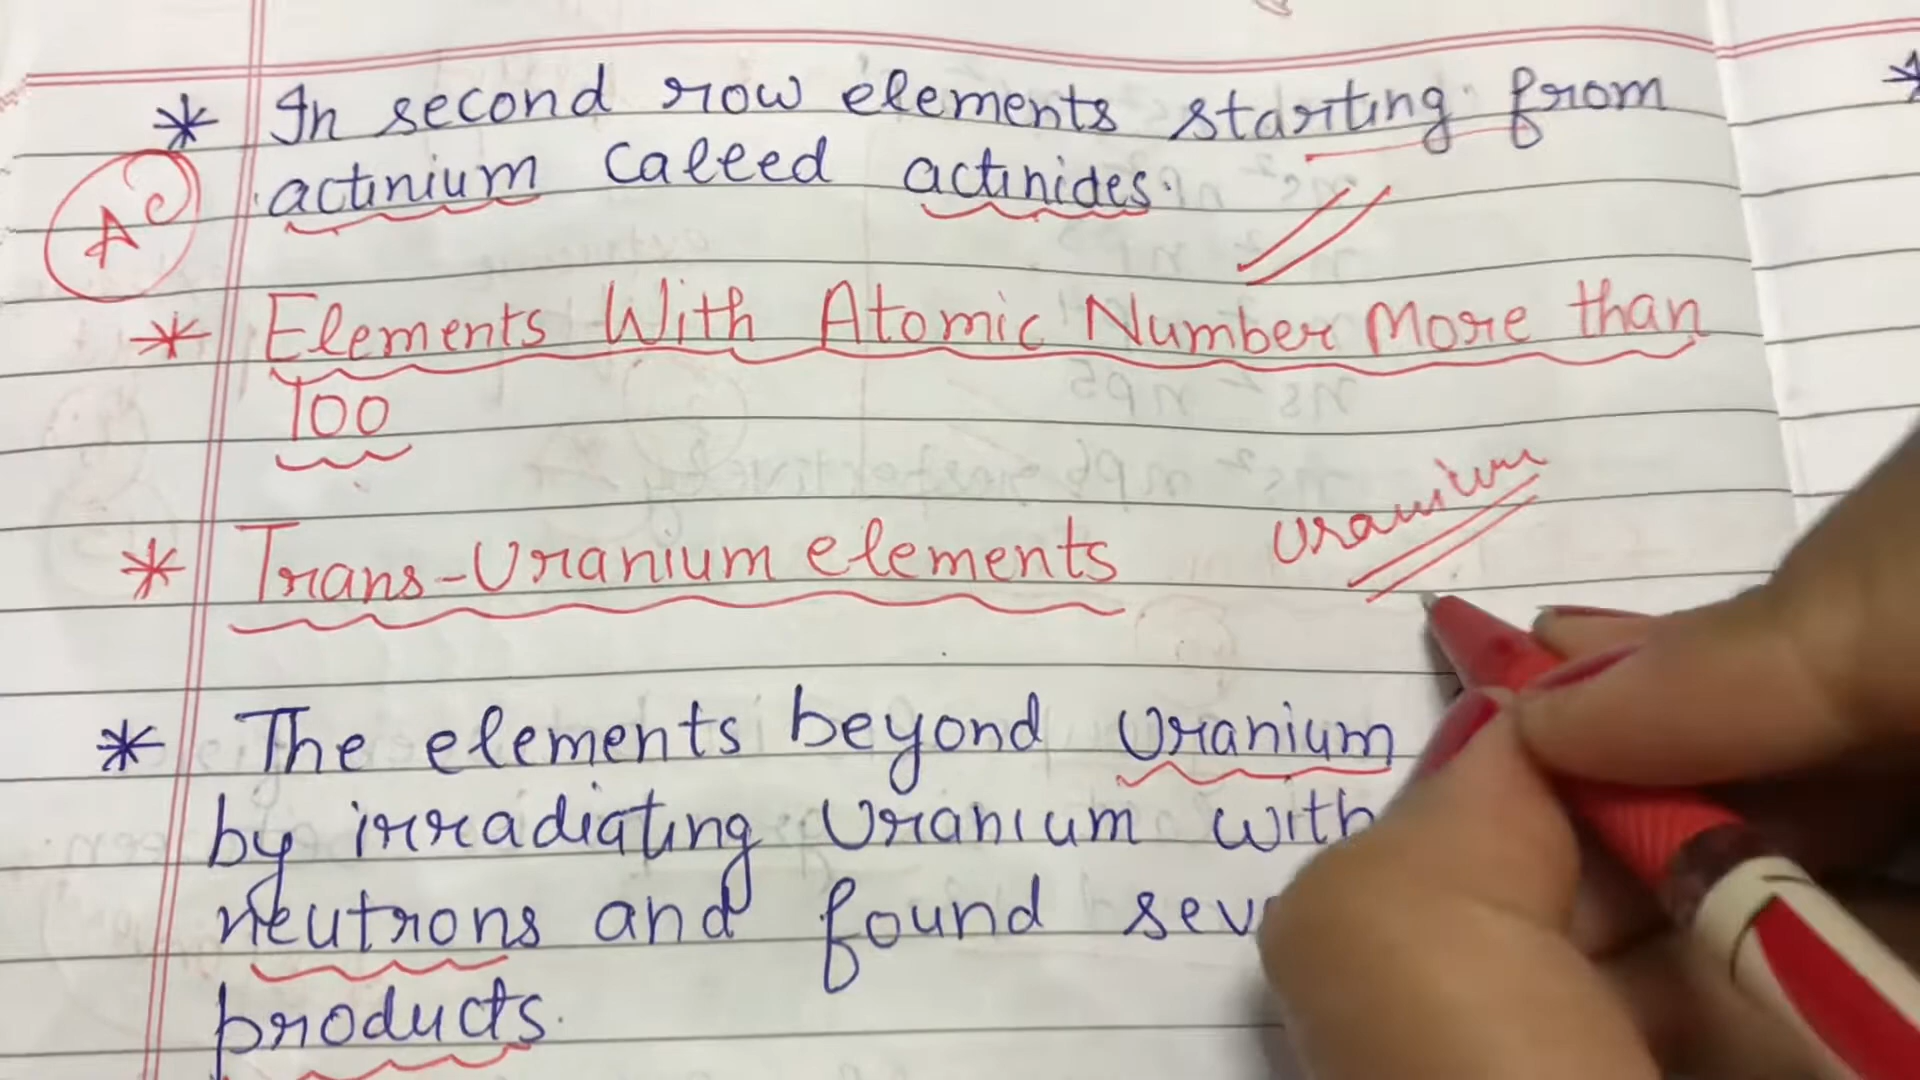 * In second row elements starting from
actinium called actinides.
A
* Elements With Atomic Number More than
100
Uranium
* Trans-Uranium elements
* The elements beyond Uranium
by irradiating Uranium with
neutrons and found
products.